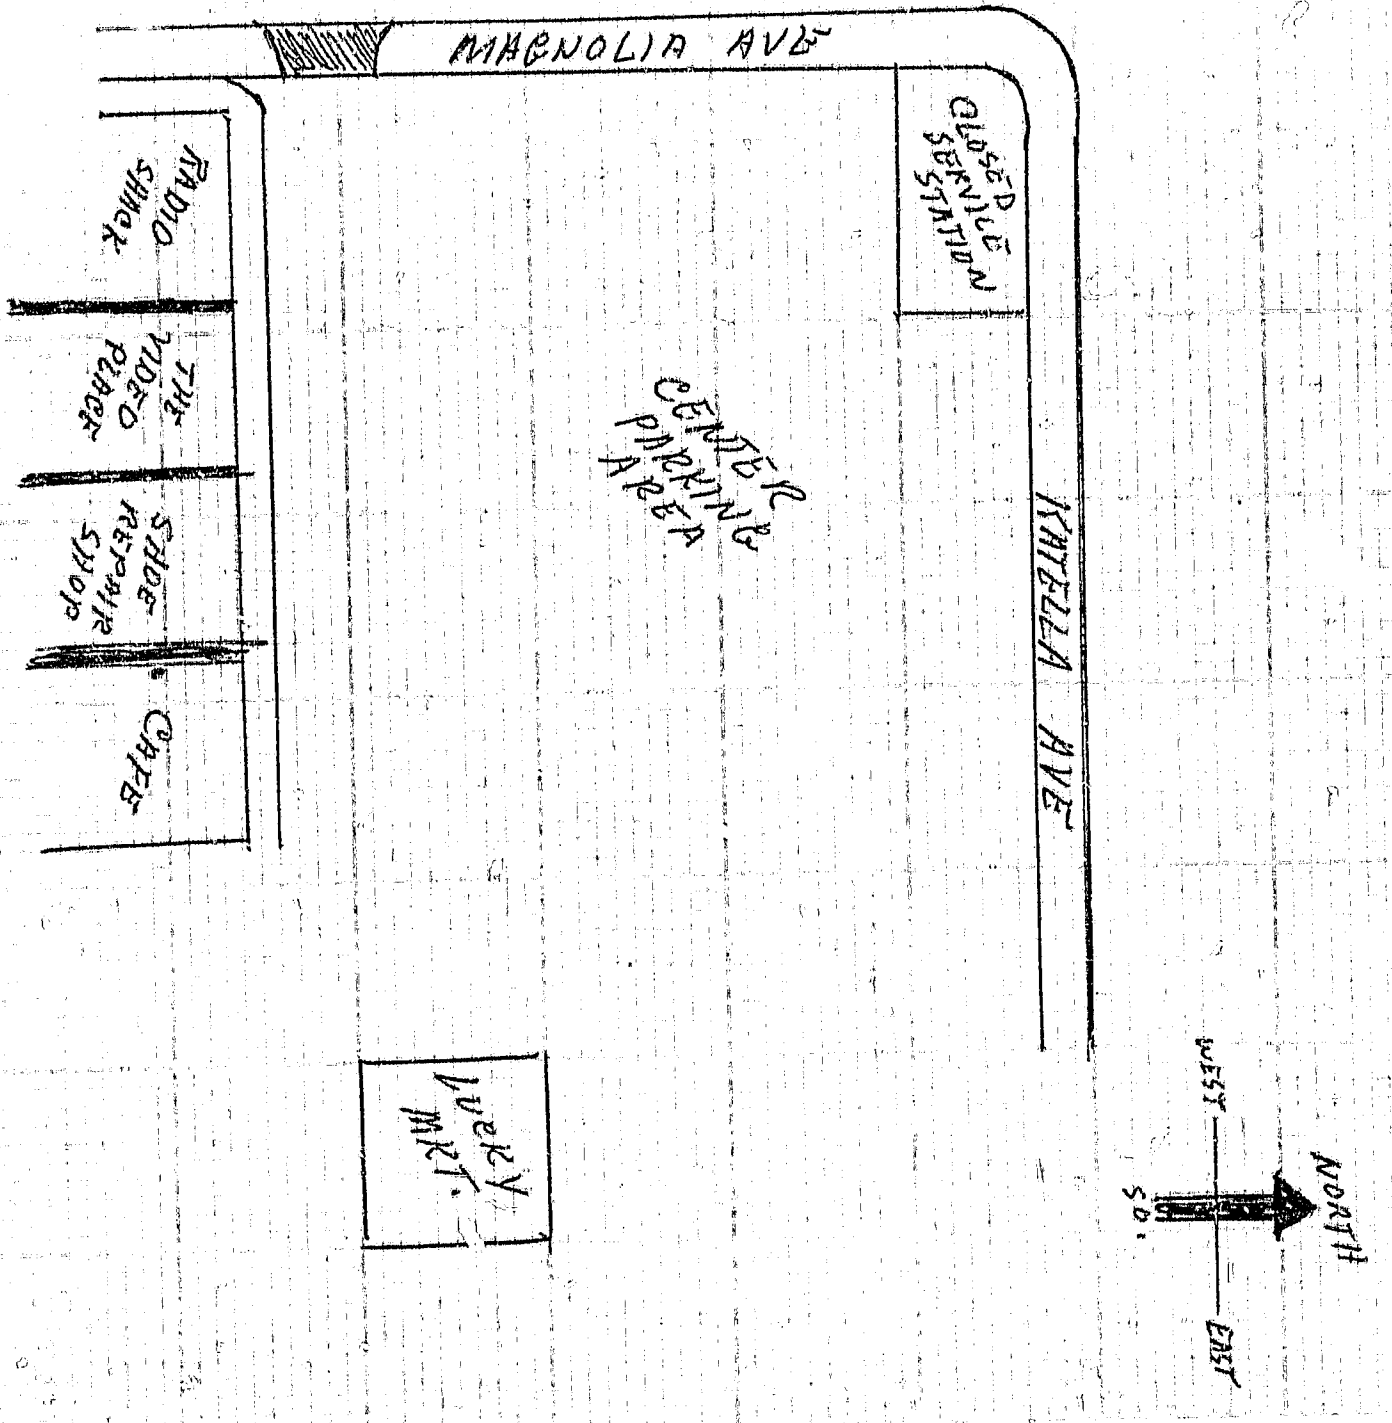 MAGNOLIA AVE
CLOSED
SERVICE
STATION
RADIO
SHACK
THE
VIDEO
PLACE
SHOE
REPAIR
SHOP
CAFE
CENTER
PARKING
AREA
KATELLA AVE
LUCKY
MKT.
NORTH
WEST
EAST
SO.